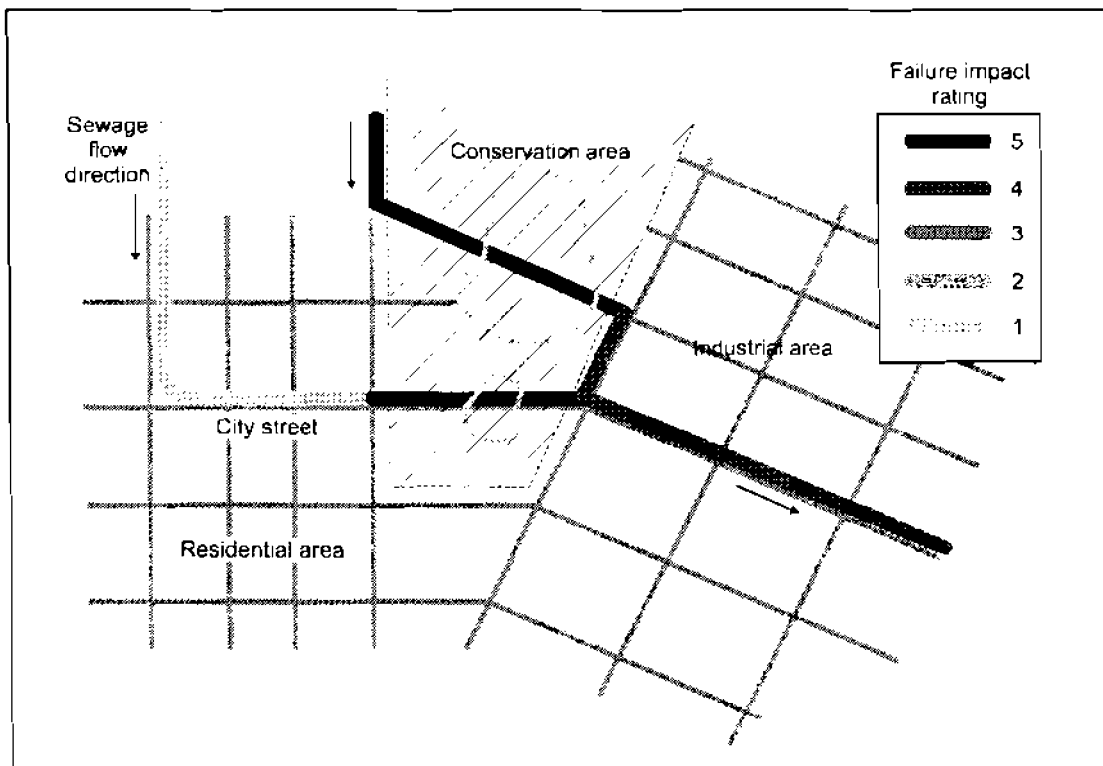 Failure impact
rating
5
4
3
2
1
Sewage
flow
direction
Conservation area
Industrial area
City street
Residential area